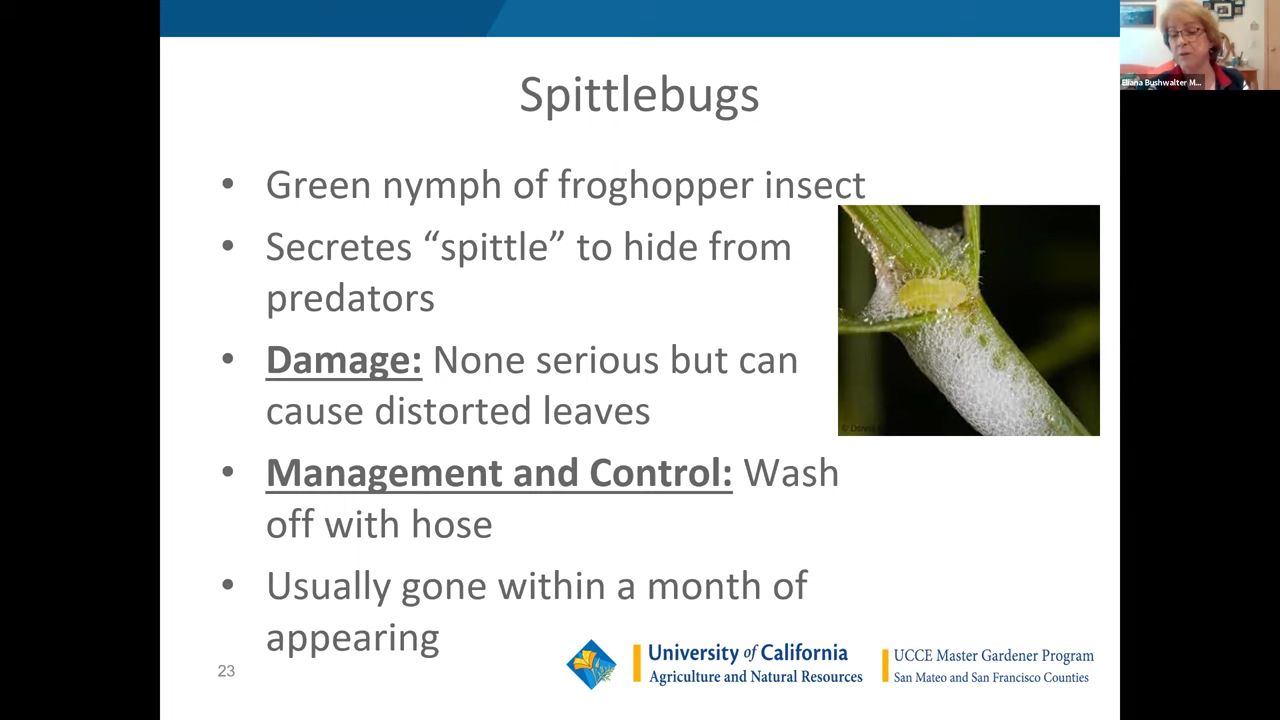 Spittlebugs
• Green nymph of froghopper insect
• Secretes “spittle” to hide from
predators
• Damage: None serious but can
cause distorted leaves
• Management and Control: Wash
off with hose
• Usually gone within a month of
appearing
23
University of California
Agriculture and Natural Resources
UCCE Master Gardener Program
San Mateo and San Francisco Counties
Eliana Bushwalter M...